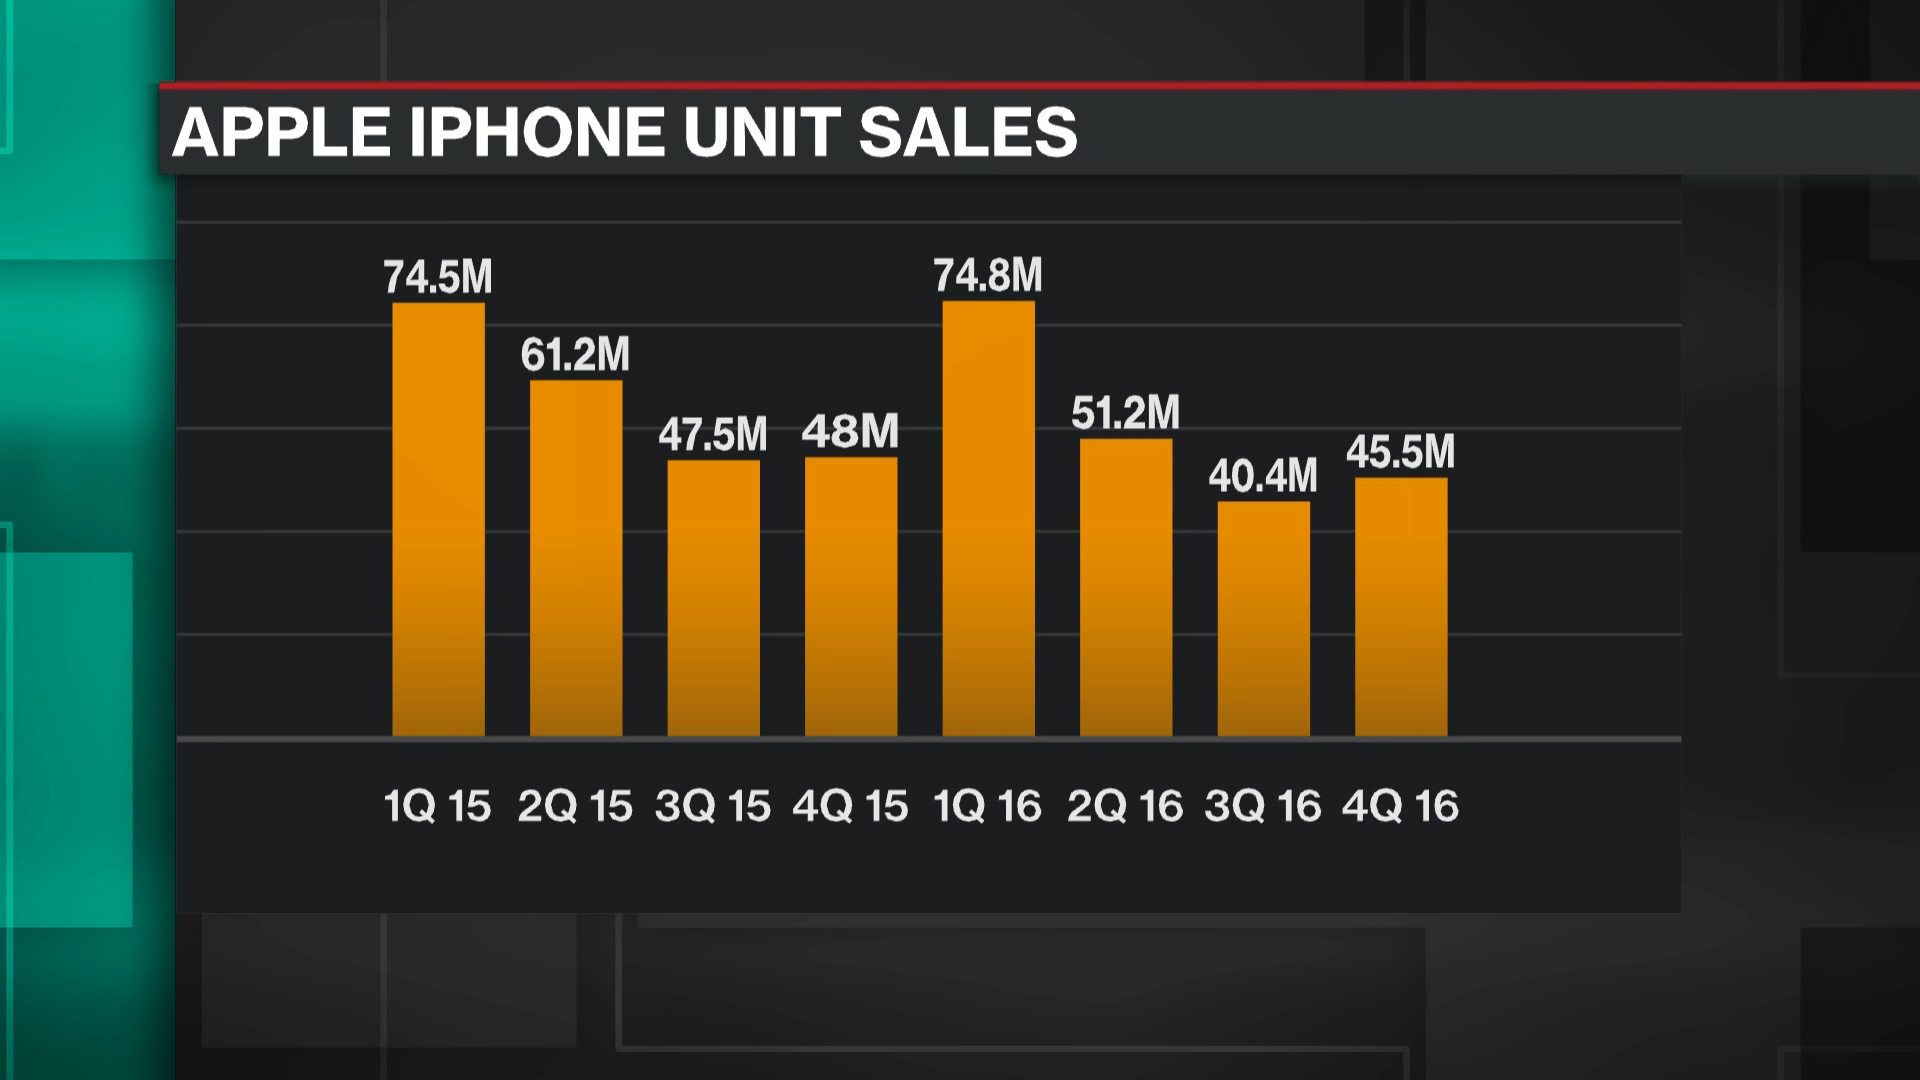 APPLE IPHONE UNIT SALES
74.5M
61.2M
47.5M
48M
74.8M
51.2M
40.4M
45.5M
1Q 15 2Q 15 3Q 15 4Q 15 1Q 16 2Q 16 3Q 16 4Q 16